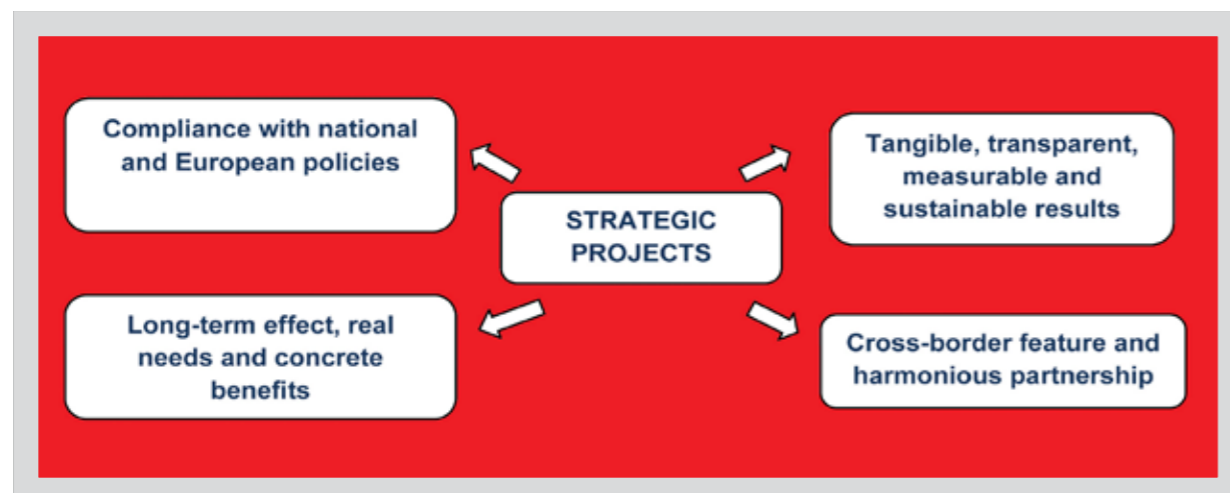 Compliance with national
and European policies
Tangible, transparent,
measurable and
sustainable results
STRATEGIC
PROJECTS
Long-term effect, real
needs and concrete
benefits
Cross-border feature and
harmonious partnership